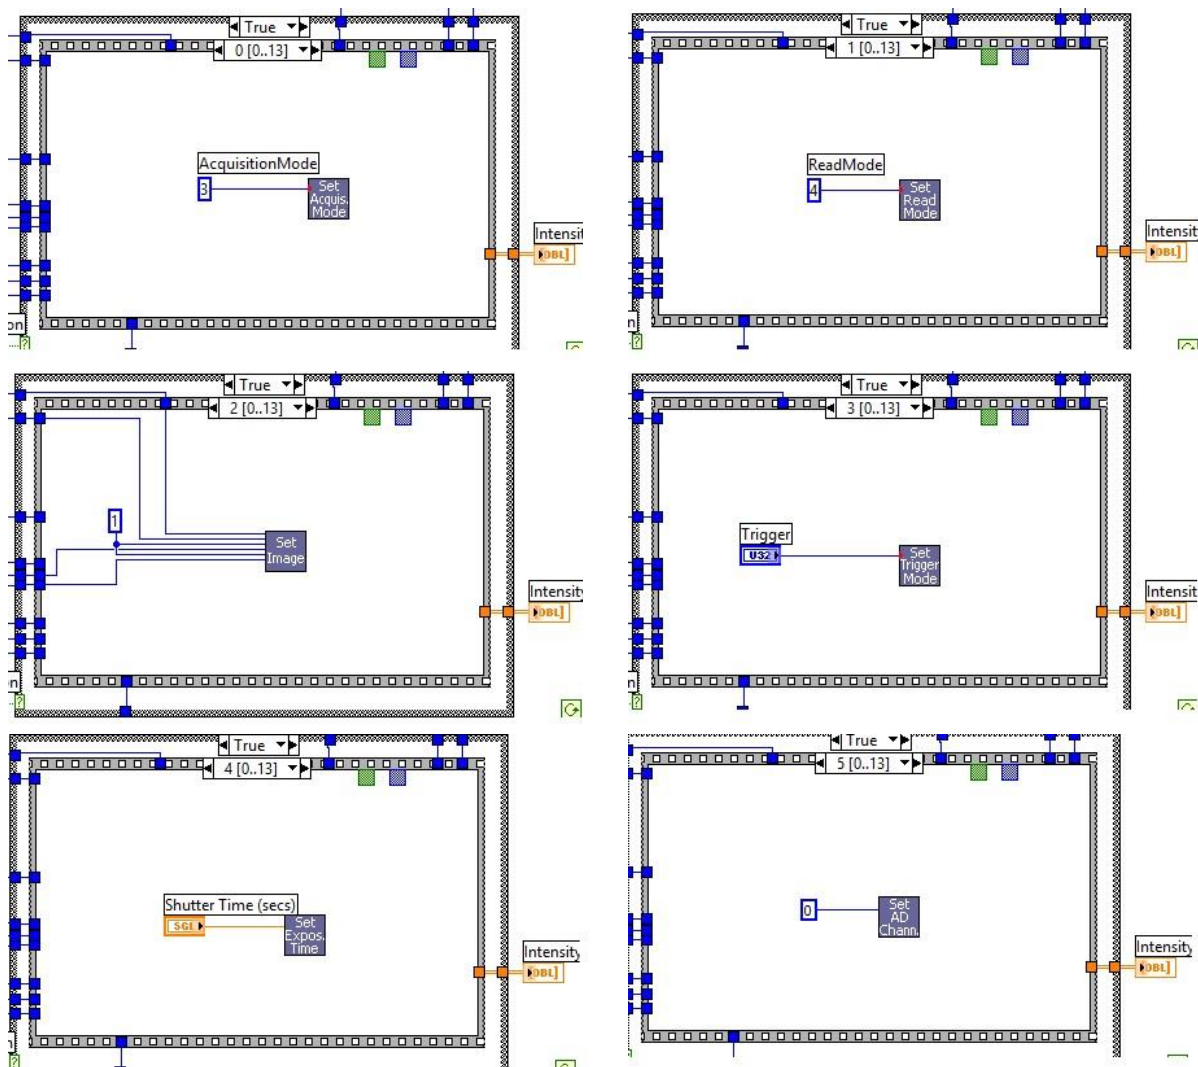 True
0 [0..13]
AcquisitionMode
3
Set
Acquis.
Mode
Intensit
DBL]
on
?
True
1 [0..13]
ReadMode
4
Set
Read
Mode
Intensit
DBL]
n
?
True
2 [0..13]
1
Set
Image
Intensity
DBL]
n
?
True
3 [0..13]
Trigger
U32
Set
Trigger
Mode
Intensit
DBL]
n
?
True
4 [0..13]
Shutter Time (secs)
SGL
Set
Expos.
Time
Intensity
DBL]
?
True
5 [0..13]
0
Set
AD
Chann.
Intensity
DBL]